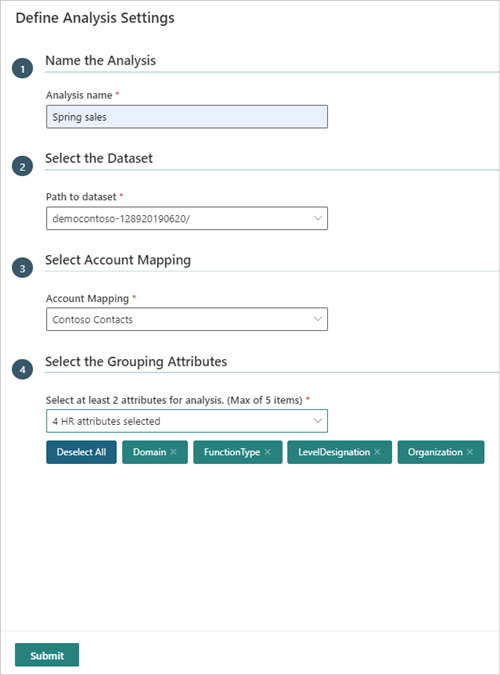 Define Analysis Settings
1 Name the Analysis
Analysis name *
Spring sales
2 Select the Dataset
Path to dataset *
democontoso-128920190620/
3 Select Account Mapping
Account Mapping *
Contoso Contacts
4 Select the Grouping Attributes
Select at least 2 attributes for analysis. (Max of 5 items) *
4 HR attributes selected
Deselect All Domain × FunctionType × LevelDesignation × Organization ×
Submit